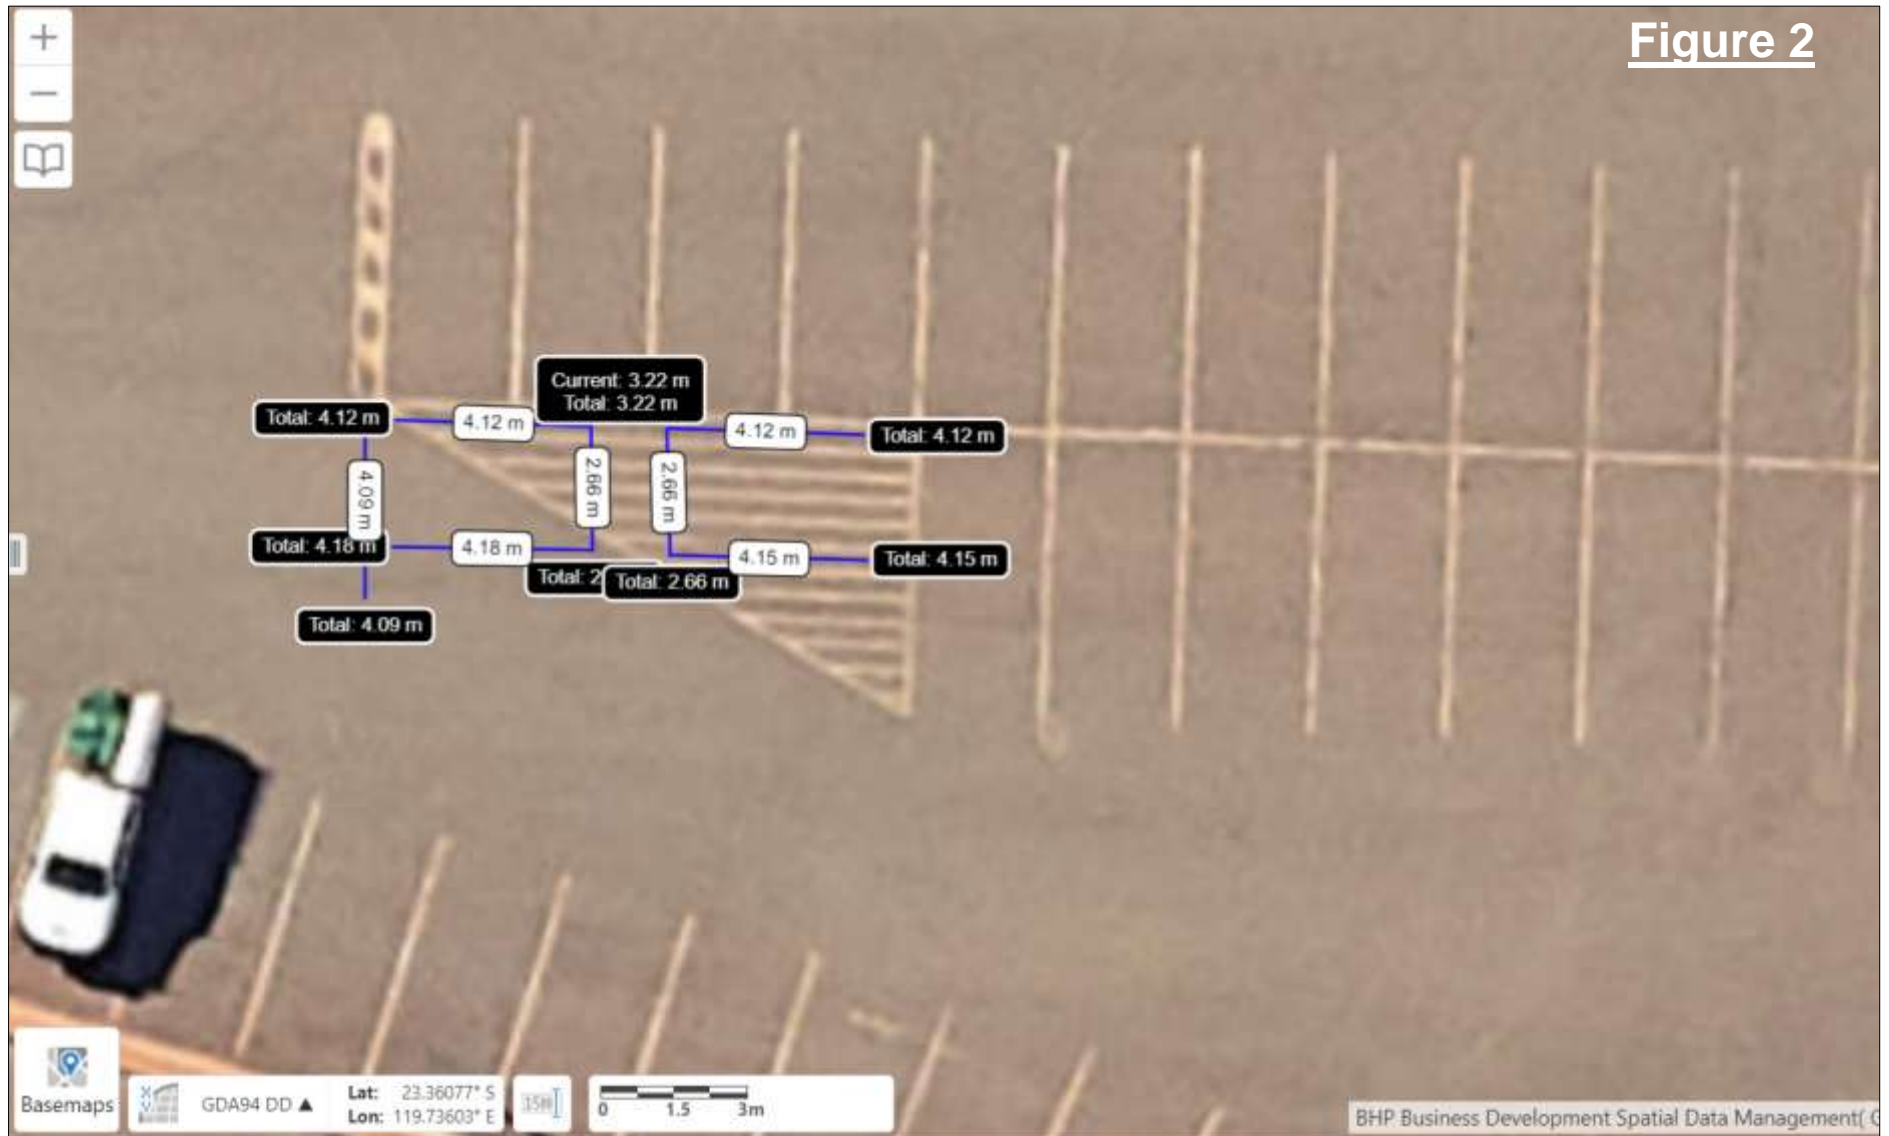 Figure 2
+
−
Current: 3.22 m
Total: 3.22 m
Total: 4.12 m
4.12 m
4.12 m
Total: 4.12 m
4.09 m
2.66 m
2.66 m
Total: 4.18 m
4.18 m
4.15 m
Total: 4.15 m
Total: 2
Total: 2.66 m
Total: 4.09 m
Basemaps
GDA94 DD ▲
Lat: 23.36077° S
Lon: 119.73603° E
0 1.5 3m
BHP Business Development Spatial Data Management(